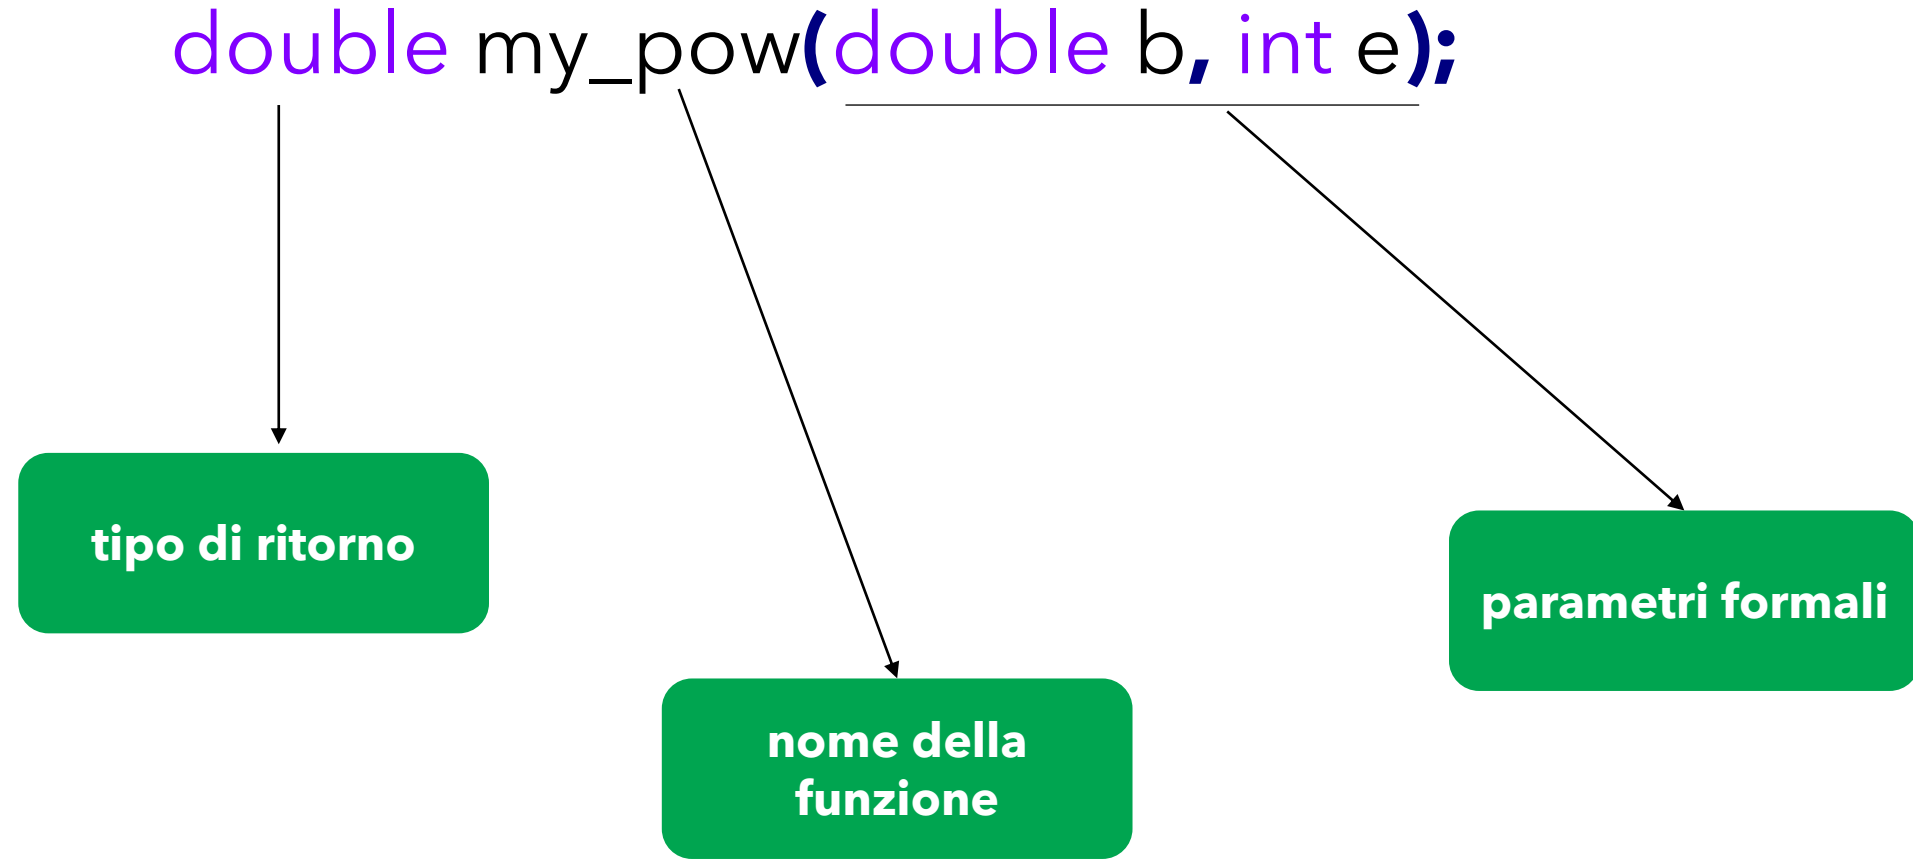 double my_pow(double b, int e);
tipo di ritorno
parametri formali
nome della
funzione